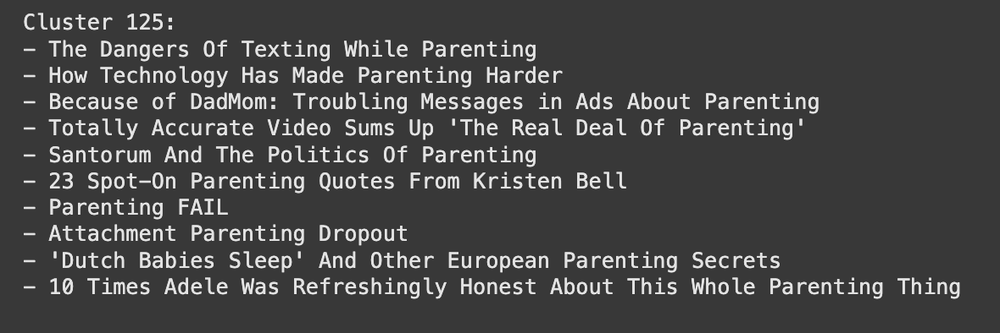 Cluster 125:
- The Dangers Of Texting While Parenting
- How Technology Has Made Parenting Harder
- Because of DadMom: Troubling Messages in Ads About Parenting
- Totally Accurate Video Sums Up 'The Real Deal Of Parenting'
- Santorum And The Politics Of Parenting
- 23 Spot-On Parenting Quotes From Kristen Bell
- Parenting FAIL
- Attachment Parenting Dropout
- 'Dutch Babies Sleep' And Other European Parenting Secrets
- 10 Times Adele Was Refreshingly Honest About This Whole Parenting Thing